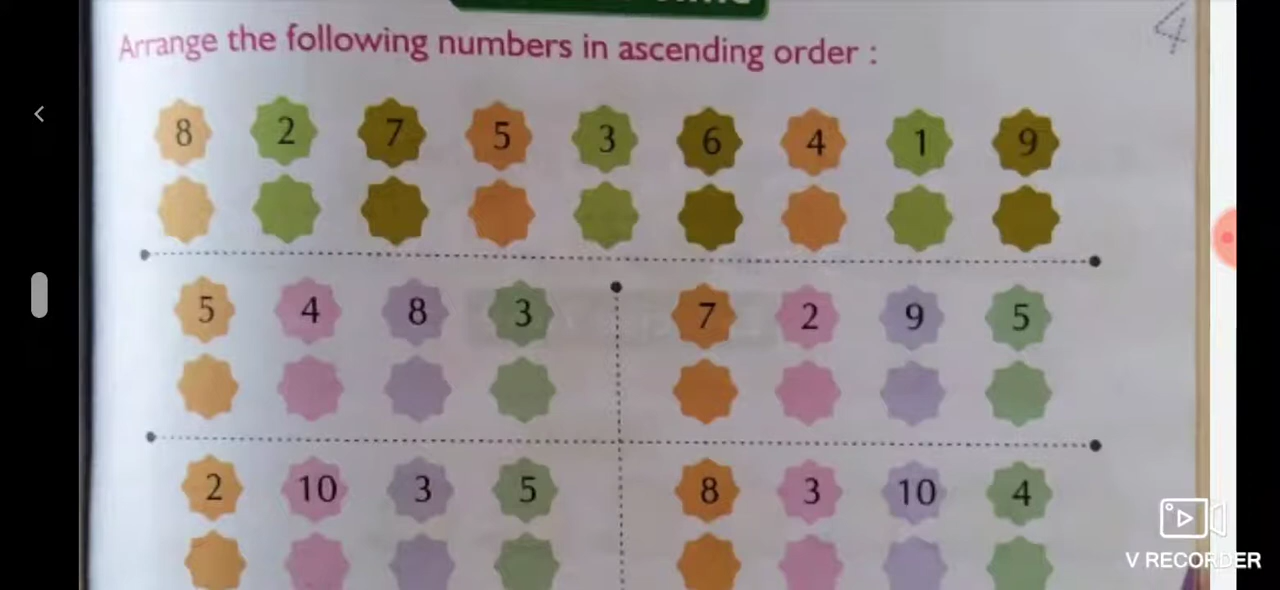 Arrange the following numbers in ascending order :
4
8 2 7 5 3 6 4 1 9
5 4 8 3
7 2 9 5
2 10 3 5
8 3 10 4
V RECORDER